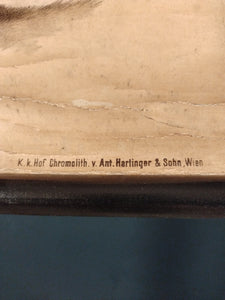 K. k. Hof Chromolith. v. Ant. Hartinger & Sohn, Wien